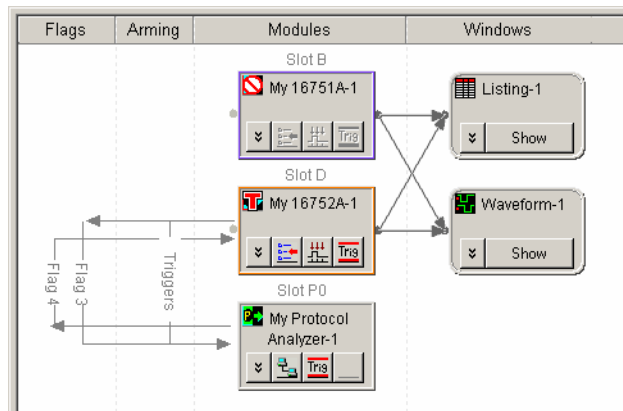 Flags Arming Modules Windows
Slot B
My 16751A-1
Trig
Listing-1
Show
Slot D
My 16752A-1
Trig
Waveform-1
Show
Flag 4
Flag 3
Triggers
Slot P0
P
My Protocol
Analyzer-1
Trig